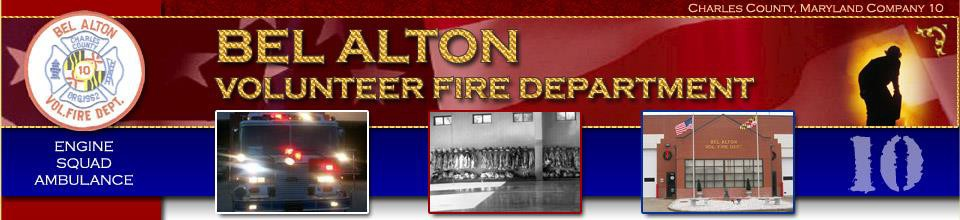 Charles County, Maryland Company 10
BEL ALTON
CHARLES
COUNTY
10
ORG.1952
VOL.FIRE DEPT.
BEL ALTON
VOLUNTEER FIRE DEPARTMENT
ENGINE
SQUAD
AMBULANCE
BEL ALTON
VOL. FIRE DEPT.
10